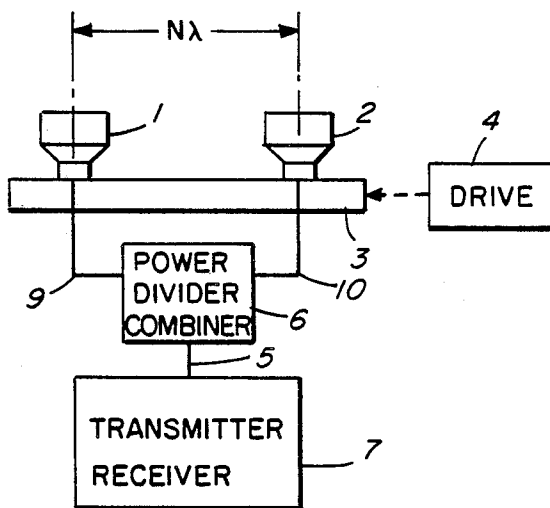 Nλ
1
2
4
DRIVE
3
9
POWER
DIVIDER
COMBINER
10
6
5
TRANSMITTER
RECEIVER
7